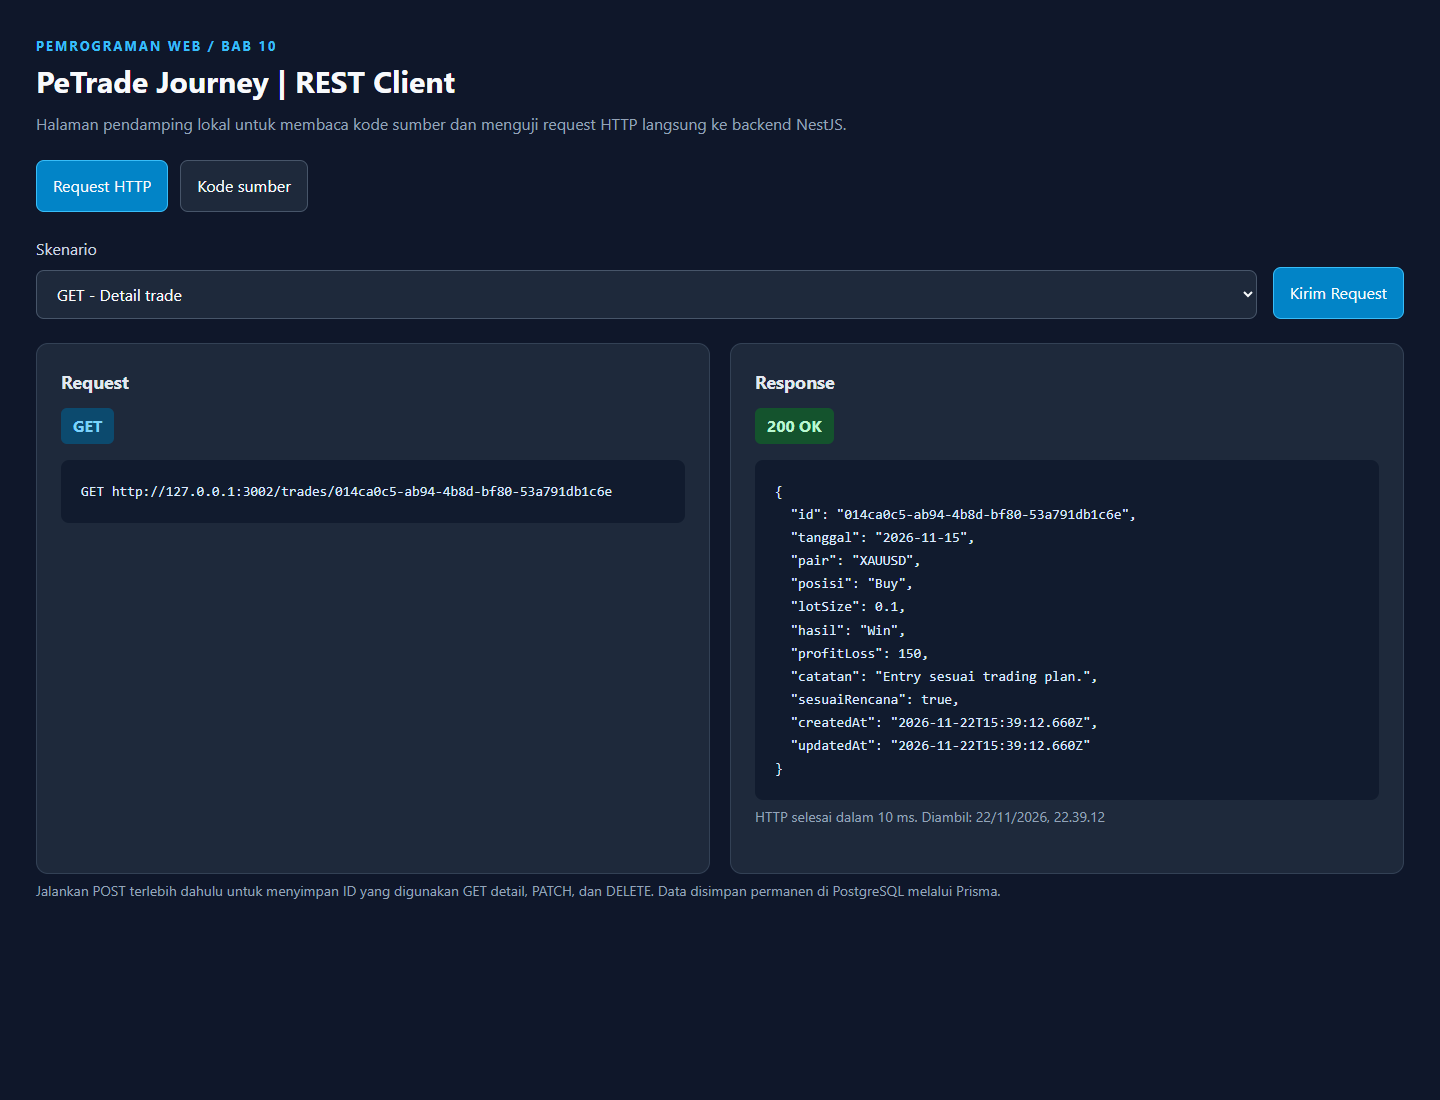 PEMROGRAMAN WEB / BAB 10
PeTrade Journey | REST Client
Halaman pendamping lokal untuk membaca kode sumber dan menguji request HTTP langsung ke backend NestJS.
Request HTTP
Kode sumber
Skenario
GET - Detail trade
Kirim Request
Request
GET
GET http://127.0.0.1:3002/trades/014ca0c5-ab94-4b8d-bf80-53a791db1c6e
Response
200 OK
{
"id": "014ca0c5-ab94-4b8d-bf80-53a791db1c6e",
"tanggal": "2026-11-15",
"pair": "XAUUSD",
"posisi": "Buy",
"lotSize": 0.1,
"hasil": "Win",
"profitLoss": 150,
"catatan": "Entry sesuai trading plan.",
"sesuaiRencana": true,
"createdAt": "2026-11-22T15:39:12.660Z",
"updatedAt": "2026-11-22T15:39:12.660Z"
}
HTTP selesai dalam 10 ms. Diambil: 22/11/2026, 22.39.12
Jalankan POST terlebih dahulu untuk menyimpan ID yang digunakan GET detail, PATCH, dan DELETE. Data disimpan permanen di PostgreSQL melalui Prisma.